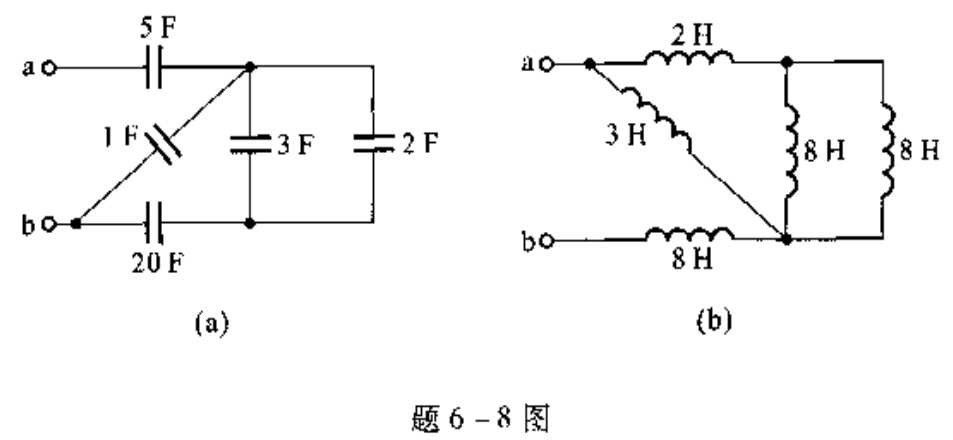 5 F
a
1 F
3 F
2 F
b
20 F
(a)
2 H
a
3 H
8 H
8 H
b
8 H
(b)
题 6-8 图